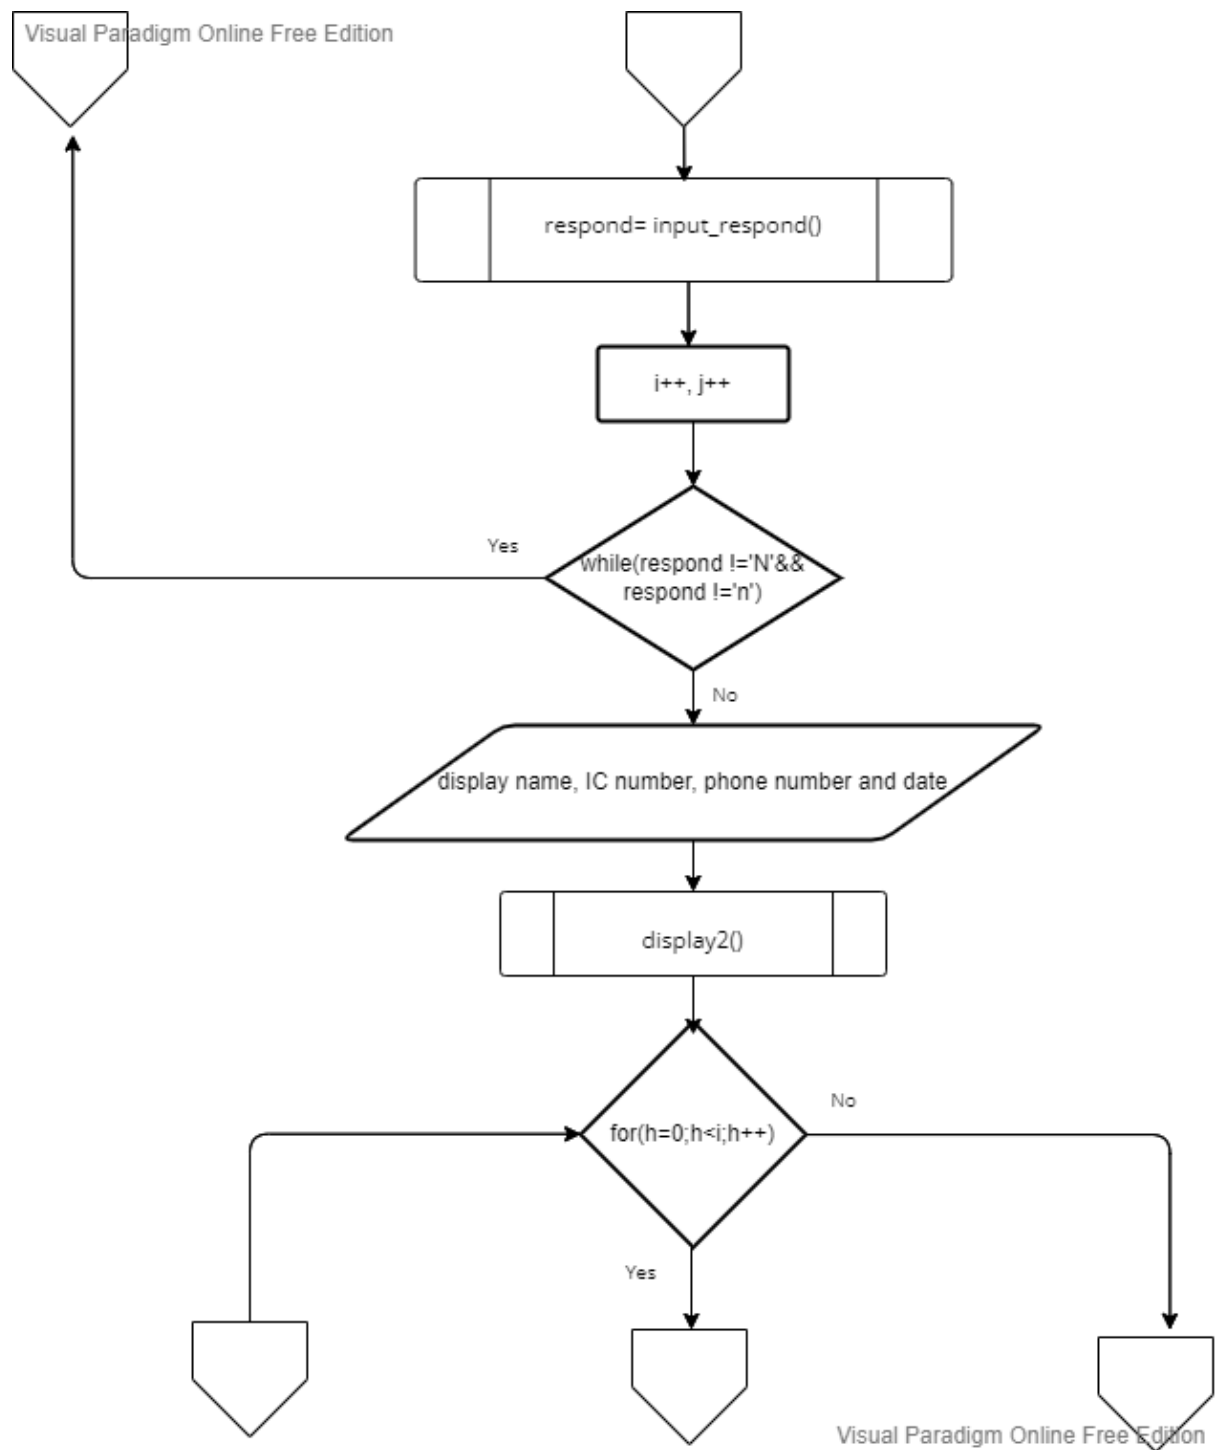 Visual Paradigm Online Free Edition
respond= input_respond()
i++, j++
Yes
while(respond !='N'&&
respond !='n')
No
display name, IC number, phone number and date
display2()
No
for(h=0;h<i;h++)
Yes
Visual Paradigm Online Free Edition